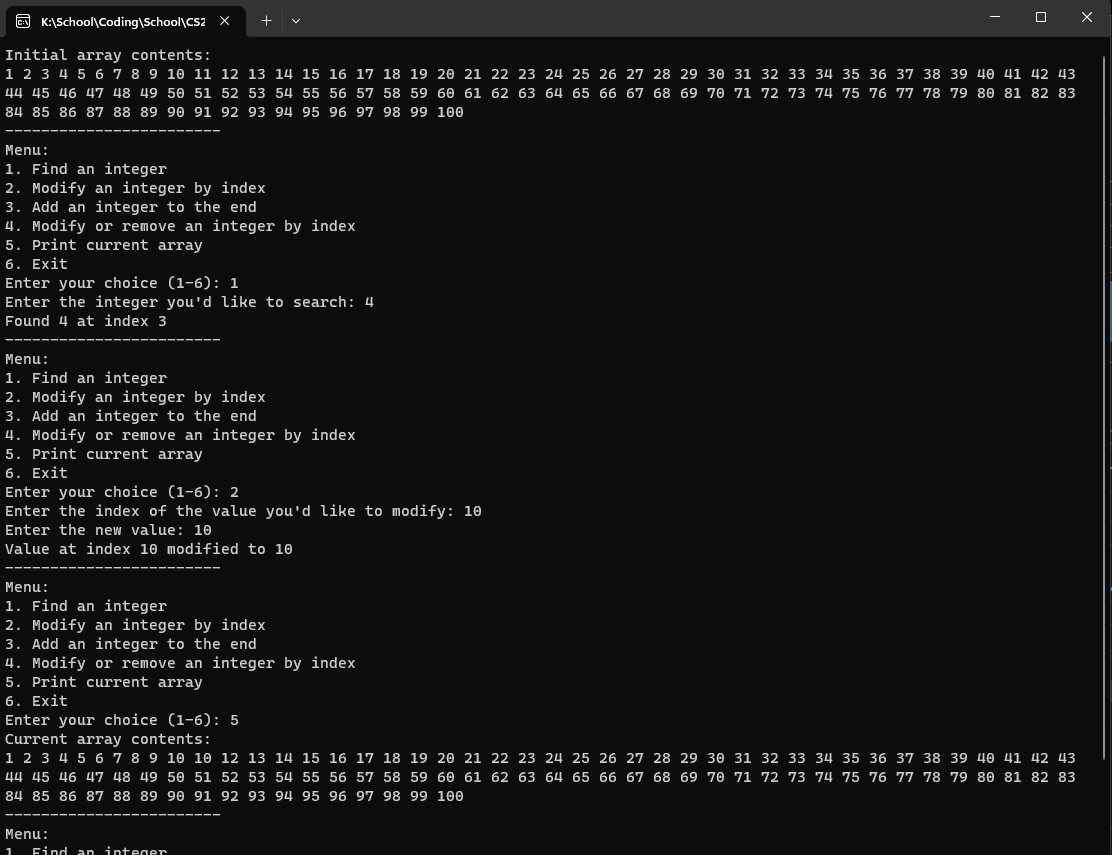 K:\School\Coding\School\CS2
Initial array contents:
1 2 3 4 5 6 7 8 9 10 11 12 13 14 15 16 17 18 19 20 21 22 23 24 25 26 27 28 29 30 31 32 33 34 35 36 37 38 39 40 41 42 43
44 45 46 47 48 49 50 51 52 53 54 55 56 57 58 59 60 61 62 63 64 65 66 67 68 69 70 71 72 73 74 75 76 77 78 79 80 81 82 83
84 85 86 87 88 89 90 91 92 93 94 95 96 97 98 99 100
------------------------
Menu:
1. Find an integer
2. Modify an integer by index
3. Add an integer to the end
4. Modify or remove an integer by index
5. Print current array
6. Exit
Enter your choice (1-6): 1
Enter the integer you'd like to search: 4
Found 4 at index 3
------------------------
Menu:
1. Find an integer
2. Modify an integer by index
3. Add an integer to the end
4. Modify or remove an integer by index
5. Print current array
6. Exit
Enter your choice (1-6): 2
Enter the index of the value you'd like to modify: 10
Enter the new value: 10
Value at index 10 modified to 10
------------------------
Menu:
1. Find an integer
2. Modify an integer by index
3. Add an integer to the end
4. Modify or remove an integer by index
5. Print current array
6. Exit
Enter your choice (1-6): 5
Current array contents:
1 2 3 4 5 6 7 8 9 10 10 12 13 14 15 16 17 18 19 20 21 22 23 24 25 26 27 28 29 30 31 32 33 34 35 36 37 38 39 40 41 42 43
44 45 46 47 48 49 50 51 52 53 54 55 56 57 58 59 60 61 62 63 64 65 66 67 68 69 70 71 72 73 74 75 76 77 78 79 80 81 82 83
84 85 86 87 88 89 90 91 92 93 94 95 96 97 98 99 100
------------------------
Menu:
1. Find an integer